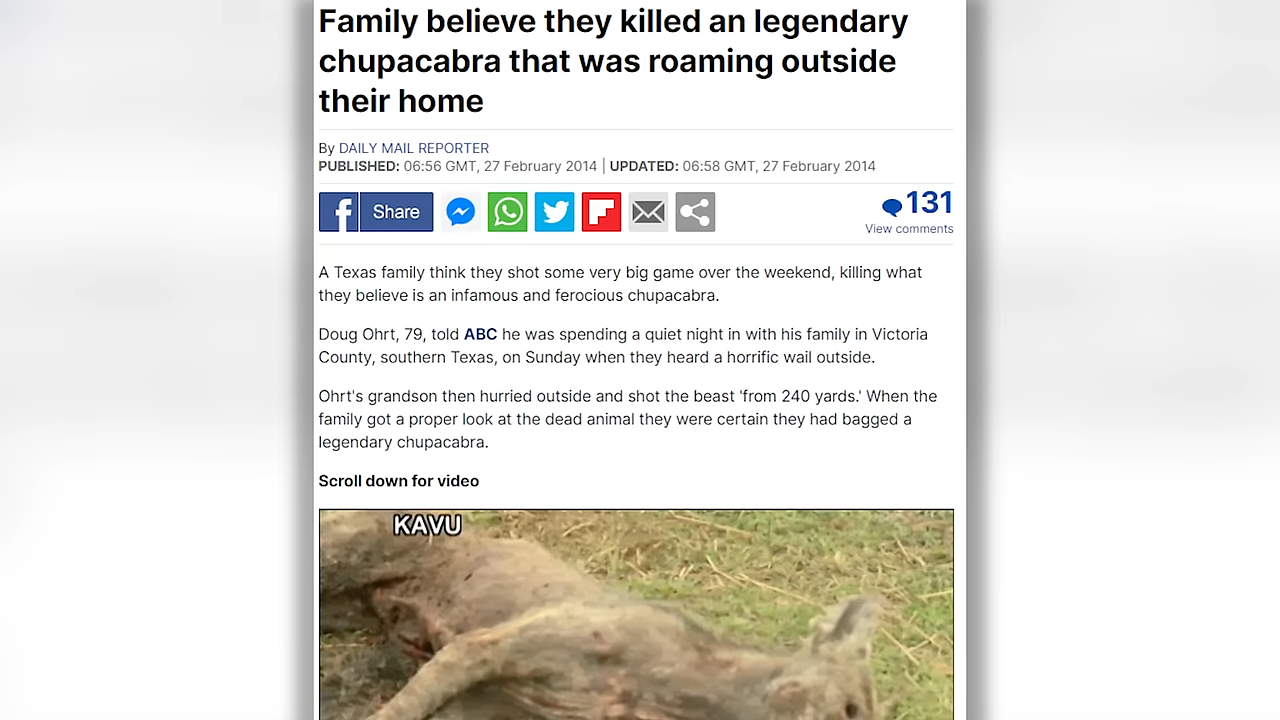 Family believe they killed an legendary
chupacabra that was roaming outside
their home
By DAILY MAIL REPORTER
PUBLISHED: 06:56 GMT, 27 February 2014 | UPDATED: 06:58 GMT, 27 February 2014
Share
131
View comments
A Texas family think they shot some very big game over the weekend, killing what
they believe is an infamous and ferocious chupacabra.
Doug Ohrt, 79, told ABC he was spending a quiet night in with his family in Victoria
County, southern Texas, on Sunday when they heard a horrific wail outside.
Ohrt's grandson then hurried outside and shot the beast 'from 240 yards.' When the
family got a proper look at the dead animal they were certain they had bagged a
legendary chupacabra.
Scroll down for video
KAVU